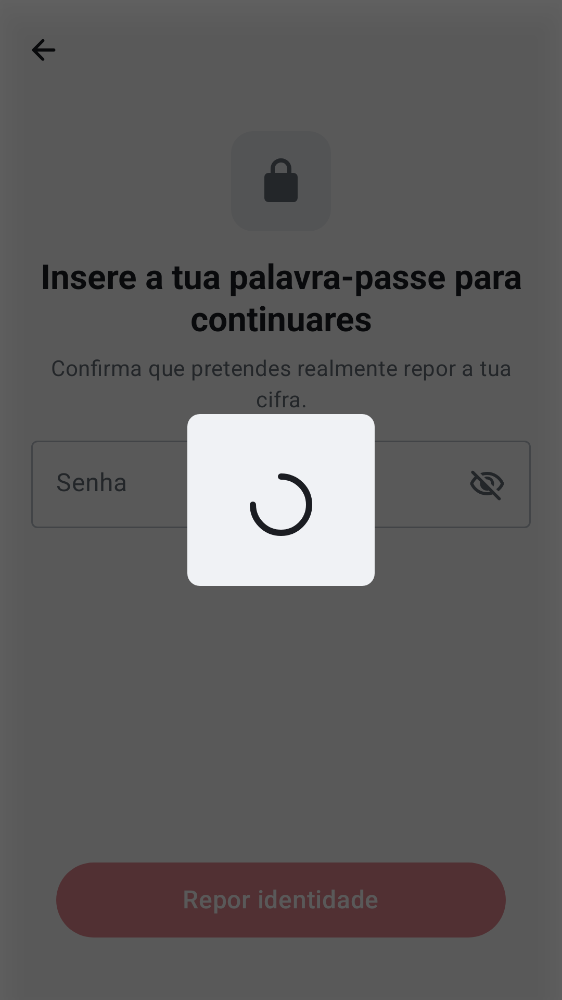 Insere a tua palavra-passe para
continuares
Confirma que pretendes realmente repor a tua
cifra.
Senha
Repor identidade